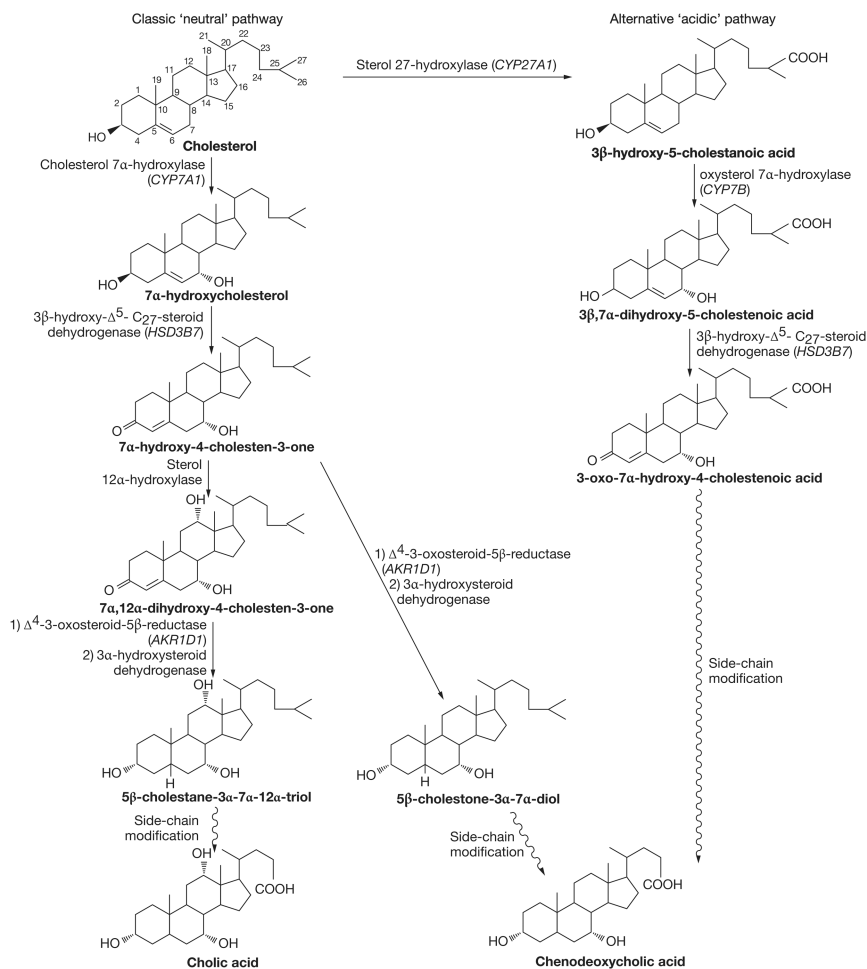 Classic ‘neutral’ pathway
Alternative ‘acidic’ pathway
21
22
20
23
18
12
11
17
24
25
27
26
19
13
16
1
9
14
15
2
10
8
HO
3
4
5
6
7
Cholesterol
Sterol 27-hydroxylase (CYP27A1)
COOH
HO
3β-hydroxy-5-cholestanoic acid
Cholesterol 7α-hydroxylase
(CYP7A1)
oxysterol 7α-hydroxylase
(CYP7B)
HO
OH
7α-hydroxycholesterol
COOH
HO
OH
3β,7α-dihydroxy-5-cholestenoic acid
3β-hydroxy-Δ5- C27-steroid
dehydrogenase (HSD3B7)
3β-hydroxy-Δ5- C27-steroid
dehydrogenase (HSD3B7)
O
OH
7α-hydroxy-4-cholesten-3-one
COOH
O
OH
3-oxo-7α-hydroxy-4-cholestenoic acid
Sterol
12α-hydroxylase
OH
O
OH
7α,12α-dihydroxy-4-cholesten-3-one
1) Δ4-3-oxosteroid-5β-reductase
(AKR1D1)
2) 3α-hydroxysteroid
dehydrogenase
1) Δ4-3-oxosteroid-5β-reductase
(AKR1D1)
2) 3α-hydroxysteroid
dehydrogenase
Side-chain
modification
OH
HO
H
OH
5β-cholestane-3α-7α-12α-triol
HO
H
OH
5β-cholestone-3α-7α-diol
Side-chain
modification
Side-chain
modification
OH
COOH
HO
OH
Cholic acid
COOH
HO
OH
Chenodeoxycholic acid